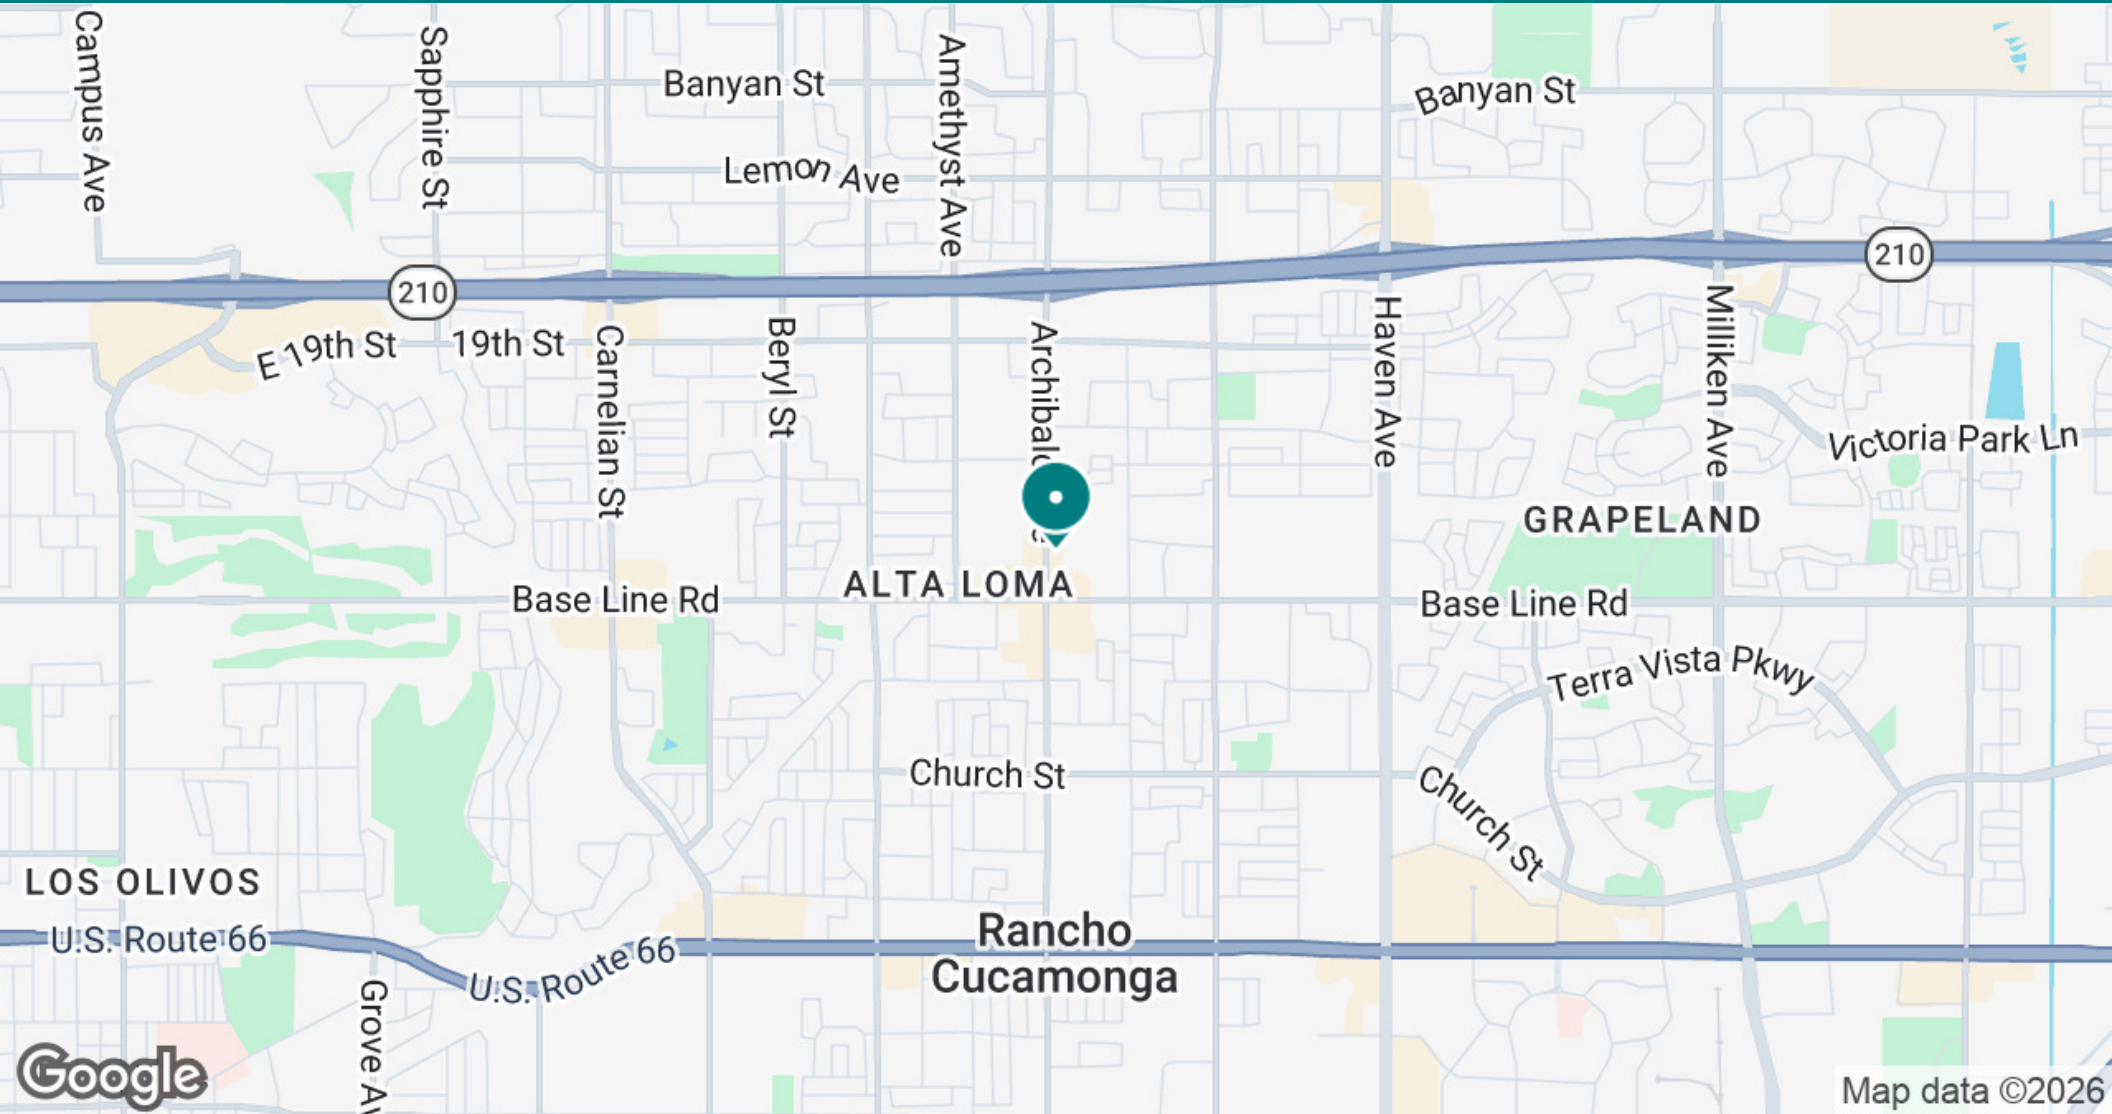 Campus Ave
Sapphire St
Banyan St
Amethyst Ave
Banyan St
Lemon Ave
210
210
E 19th St
19th St
Carnelian St
Beryl St
Archibald
Haven Ave
Milliken Ave
Victoria Park Ln
GRAPELAND
ALTA LOMA
Base Line Rd
Base Line Rd
Terra Vista Pkwy
Church St
Church St
LOS OLIVOS
U.S. Route 66
U.S. Route 66
Rancho
Cucamonga
Grove Av
Google
Map data ©2026